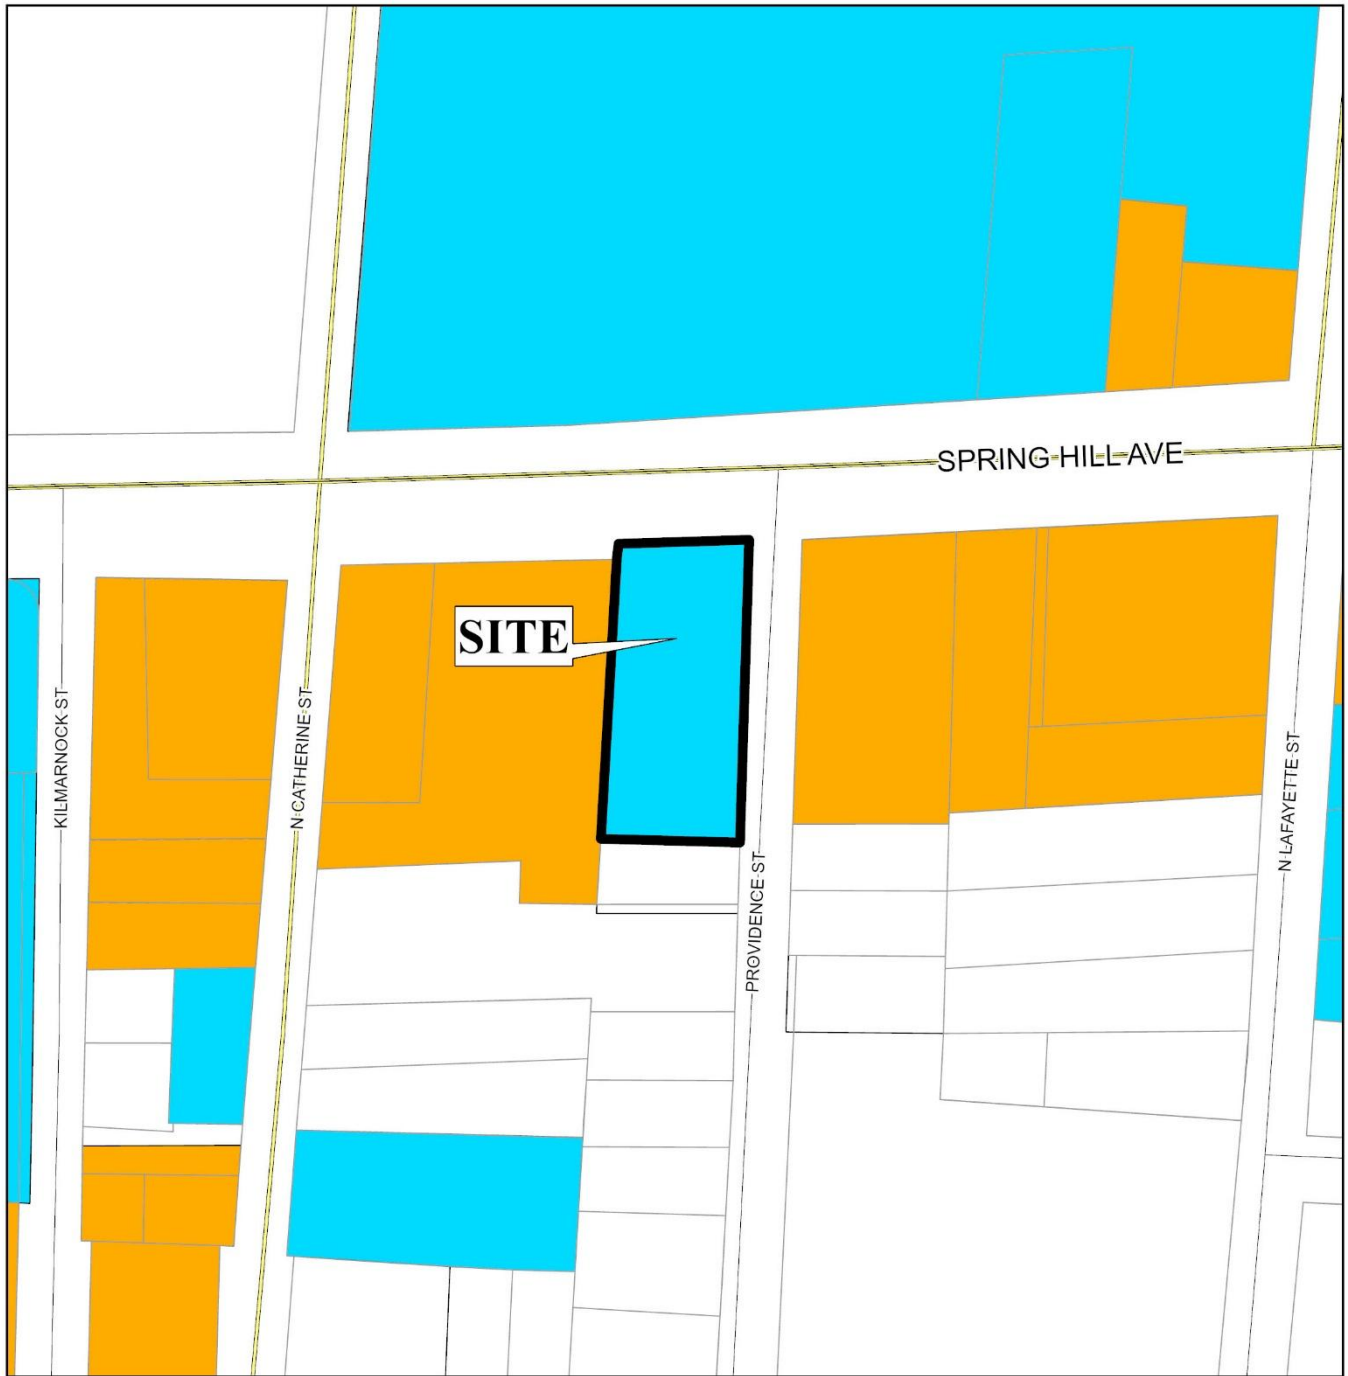 SPRING HILL AVE
SITE
KILMARNOCK ST
N CATHERINE ST
PROVIDENCE ST
N LAFAYETTE ST